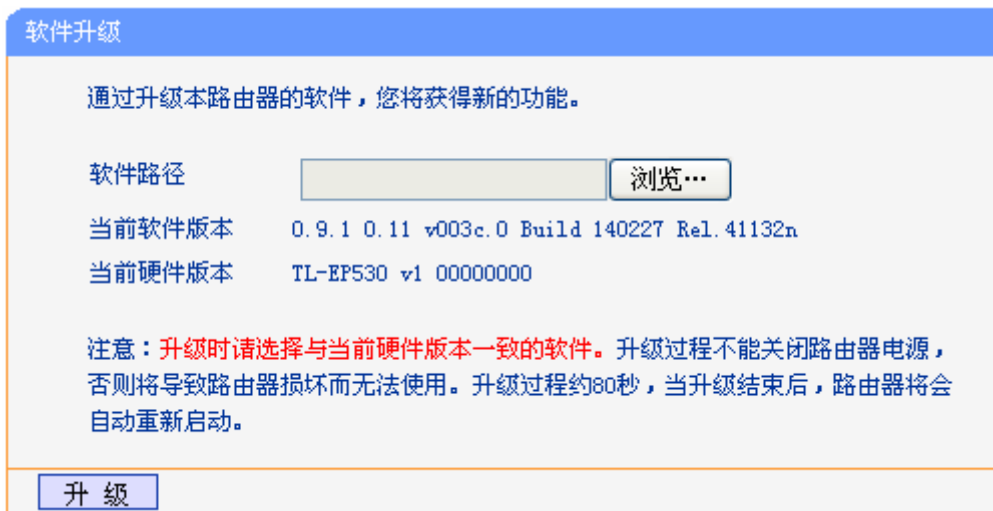 软件升级
通过升级本路由器的软件，您将获得新的功能。
软件路径 浏览…
当前软件版本 0.9.1 0.11 v003c.0 Build 140227 Rel.41132n
当前硬件版本 TL-EP530 v1 00000000
注意：升级时请选择与当前硬件版本一致的软件。升级过程不能关闭路由器电源，
否则将导致路由器损坏而无法使用。升级过程约80秒，当升级结束后，路由器将会
自动重新启动。
升 级